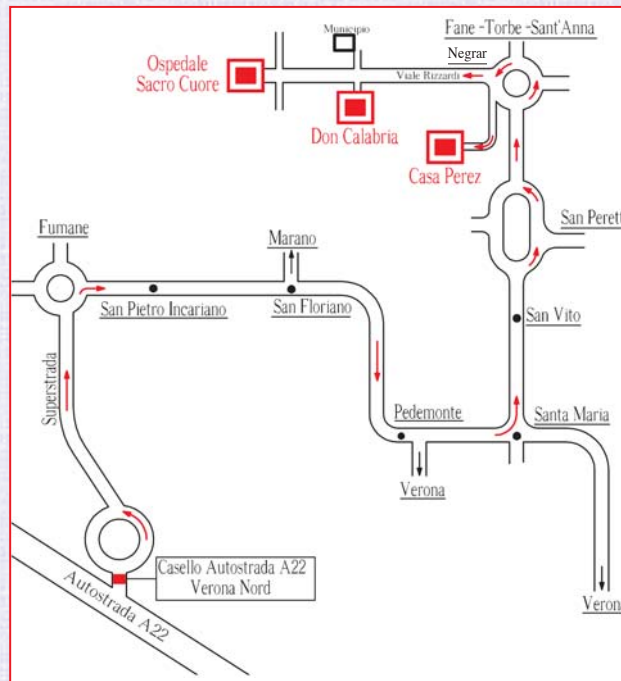 Fane -Torbe -Sant'Anna
Municipio
Negrar
Ospedale
Sacro Cuore
Viale Rizzardi
Don Calabria
Casa Perez
San Perett
Fumane
Marano
San Pietro Incariano
San Floriano
San Vito
Superstrada
Pedemonte
Santa Maria
Verona
Casello Autostrada A22
Verona Nord
Autostrada A22
Verona